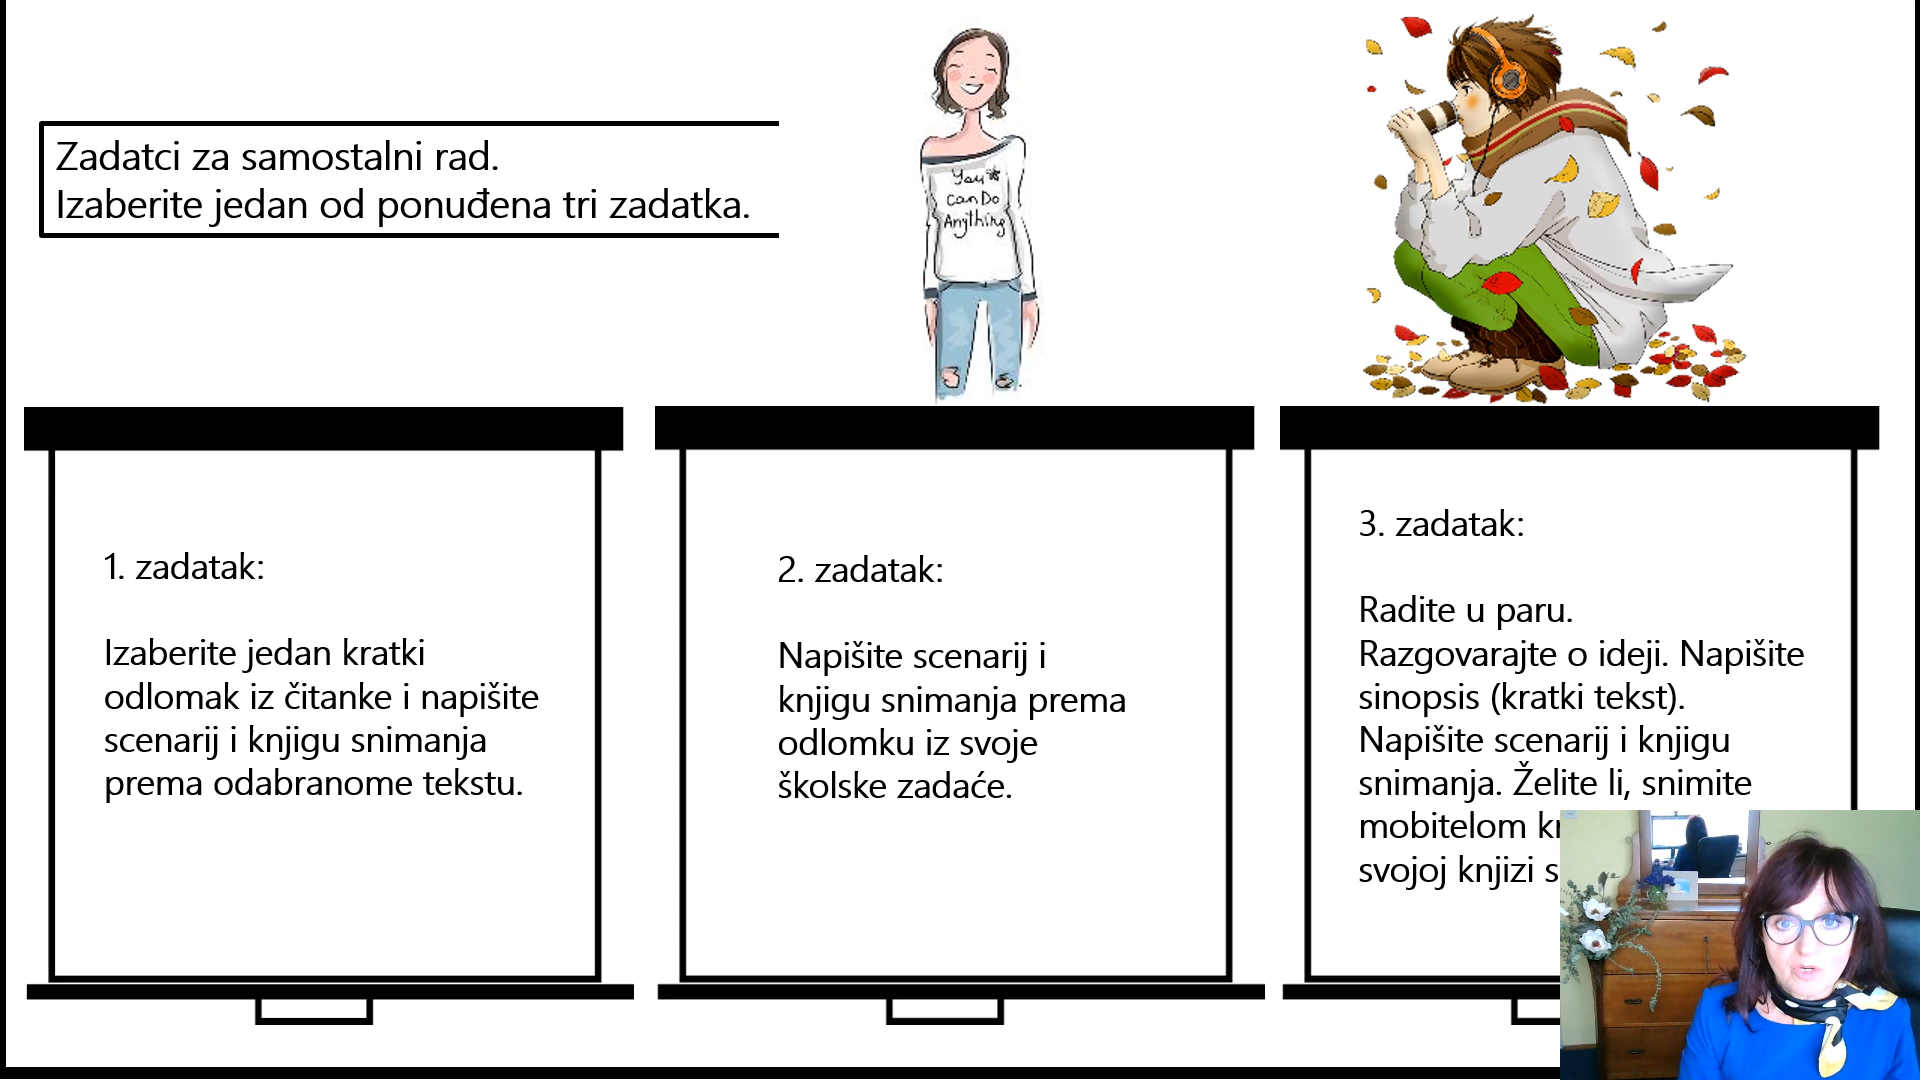 Zadatci za samostalni rad.
Izaberite jedan od ponuđena tri zadatka.
You
Can Do
Anything
1. zadatak:
Izaberite jedan kratki
odlomak iz čitanke i napišite
scenarij i knjigu snimanja
prema odabranome tekstu.
2. zadatak:
Napišite scenarij i
knjigu snimanja prema
odlomku iz svoje
školske zadaće.
3. zadatak:
Radite u paru.
Razgovarajte o ideji. Napišite
sinopsis (kratki tekst).
Napišite scenarij i knjigu
snimanja. Želite li, snimite
mobitelom
svojoj knjizi